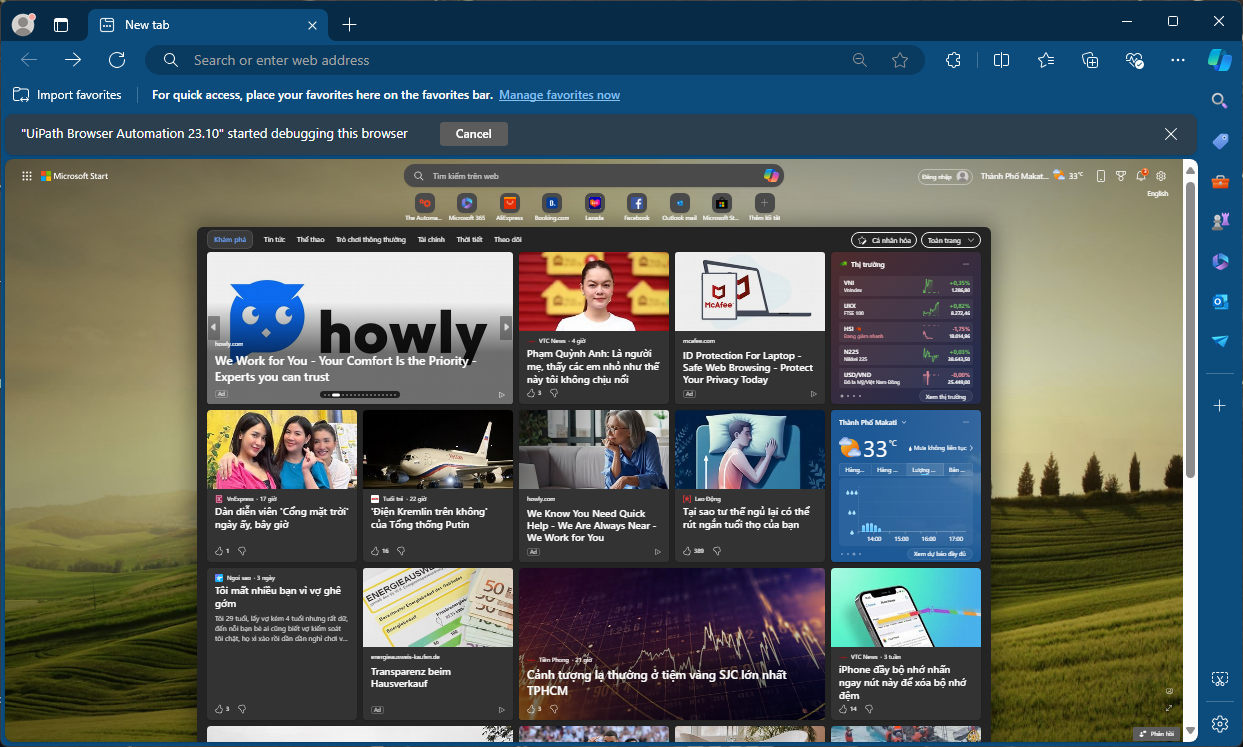 New tab
Search or enter web address
Import favorites
For quick access, place your favorites here on the favorites bar. Manage favorites now
"UiPath Browser Automation 23.10" started debugging this browser
Cancel
Microsoft Start
Tìm kiếm trên web
Đăng nhập
Thành Phố Makat... 33°C
English
The Automa... Microsoft 365 AliExpress Booking.com Lazada Facebook Outlook mail Microsoft St... Thêm lối tắt
Khám phá Tin tức Thể thao Trò chơi thông thường Tài chính Thời tiết Theo dõi
Cá nhân hóa
Toàn trang
howly
howly.com
We Work for You - Your Comfort Is the Priority -
Experts you can trust
Ad
VTC News · 4 giờ
Phạm Quỳnh Anh: Là người
mẹ, thấy các em nhỏ như thế
này tôi không chịu nổi
3
McAfee
mcafee.com
ID Protection For Laptop -
Safe Web Browsing - Protect
Your Privacy Today
Ad
Thị trường
VNI +0,35%
VNIndex 1.286,80
UKX +0,82%
FTSE 100 8.272,46
HSI -1,75%
Đang giảm nhanh
N225 +0,03%
Nikkei 225 38.643,50
USD/VND -0,00%
Đô la Mỹ/Việt Nam Đồng 25.449,00
Xem thị trường
VnExpress · 17 giờ
Dàn diễn viên 'Cổng mặt trời'
ngày ấy, bây giờ
1
Tuổi trẻ · 22 giờ
'Điện Kremlin trên không'
của Tổng thống Putin
16
howly.com
We Know You Need Quick
Help - We Are Always Near -
We Work for You
Ad
Lao Động
Tại sao tư thế ngủ lại có thể
rút ngắn tuổi thọ của bạn
389
Thành Phố Makati
33°C
Mưa không liên tục
Hàng... Hàng ... Lượng ... Bản ...
14:00 15:00 16:00 17:00
Xem dự báo đầy đủ
Ngoi sao · 3 ngày
Tôi mất nhiều bạn vì vợ ghê
gớm
Tôi 29 tuổi, lấy vợ kém 4 tuổi nhưng rất dữ,
đến nỗi bạn bè ai cũng biết vợ kiểm soát
tôi chặt, họ xì xào rồi dần dần nghỉ chơi v...
3
ENERGIEAUSWEIS
50
energieausweis-kaufen.de
Transparenz beim
Hausverkauf
Ad
Tiền Phong · 21 giờ
Cảnh tượng lạ thường ở tiệm vàng SJC lớn nhất
TPHCM
3
VTC News · 3 tuần
iPhone đầy bộ nhớ nhấn
ngay nút này để xóa bộ nhớ
đệm
14
Phản hồi